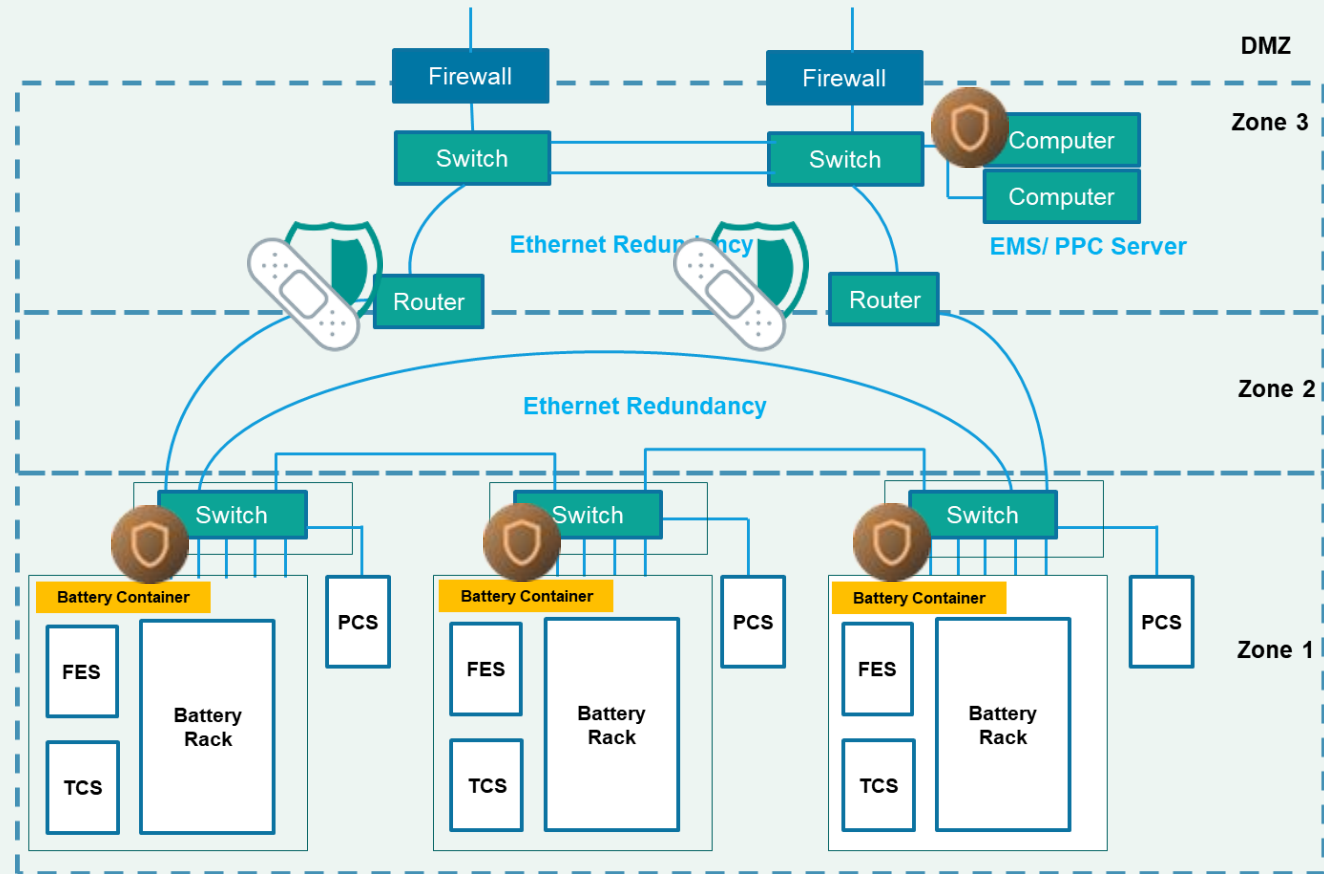 DMZ
Firewall
Firewall
Zone 3
Switch
Switch
Computer
Computer
Ethernet Redundancy
EMS/ PPC Server
Router
Router
Zone 2
Ethernet Redundancy
Switch
Switch
Switch
Battery Container
PCS
Battery Container
PCS
Battery Container
PCS
Zone 1
FES
Battery
Rack
TCS
FES
Battery
Rack
TCS
FES
Battery
Rack
TCS